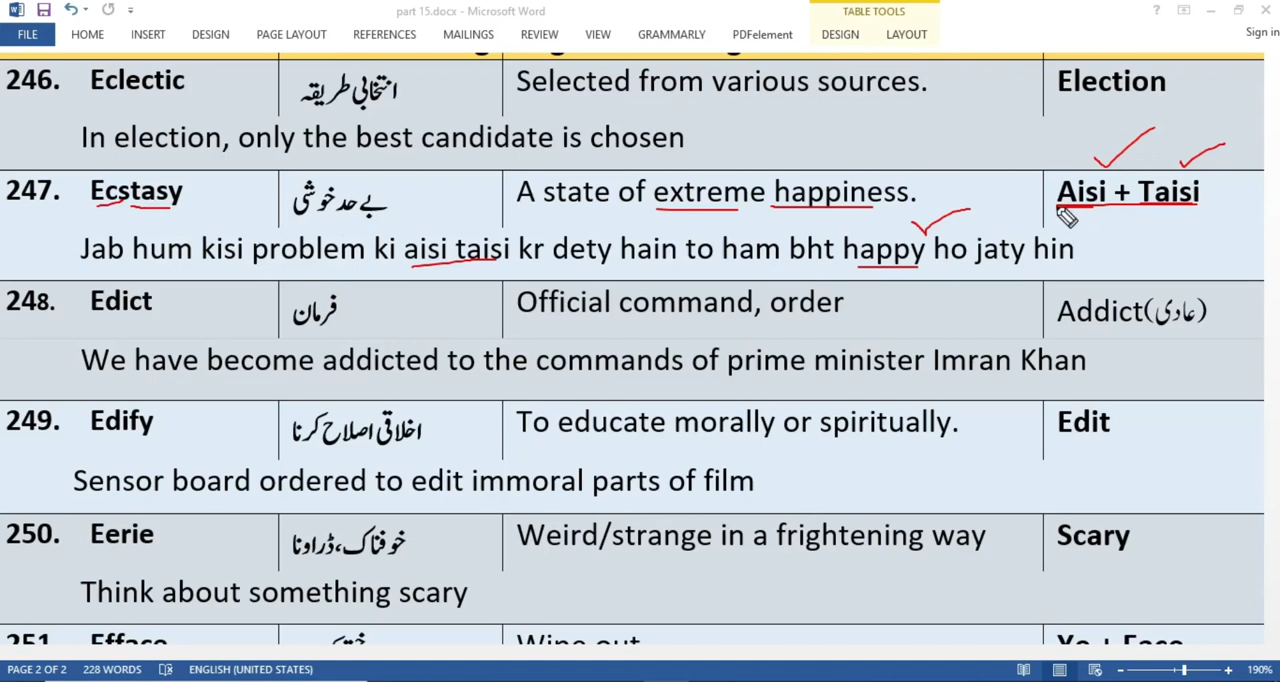 part 15.docx - Microsoft Word
TABLE TOOLS
FILE HOME INSERT DESIGN PAGE LAYOUT REFERENCES MAILINGS REVIEW VIEW GRAMMARLY PDFelement DESIGN LAYOUT Sign in
246. Eclectic انتخابی طریقہ Selected from various sources. Election
In election, only the best candidate is chosen
247. Ecstasy بے حد خوشی A state of extreme happiness. Aisi + Taisi
Jab hum kisi problem ki aisi taisi kr dety hain to ham bht happy ho jaty hin
248. Edict فرمان Official command, order Addict(عادی)
We have become addicted to the commands of prime minister Imran Khan
249. Edify اخلاقی اصلاح کرنا To educate morally or spiritually. Edit
Sensor board ordered to edit immoral parts of film
250. Eerie خوفناک، ڈراونا Weird/strange in a frightening way Scary
Think about something scary
251. Efface Wipe out Yo + Face
PAGE 2 OF 2 228 WORDS ENGLISH (UNITED STATES) 190%